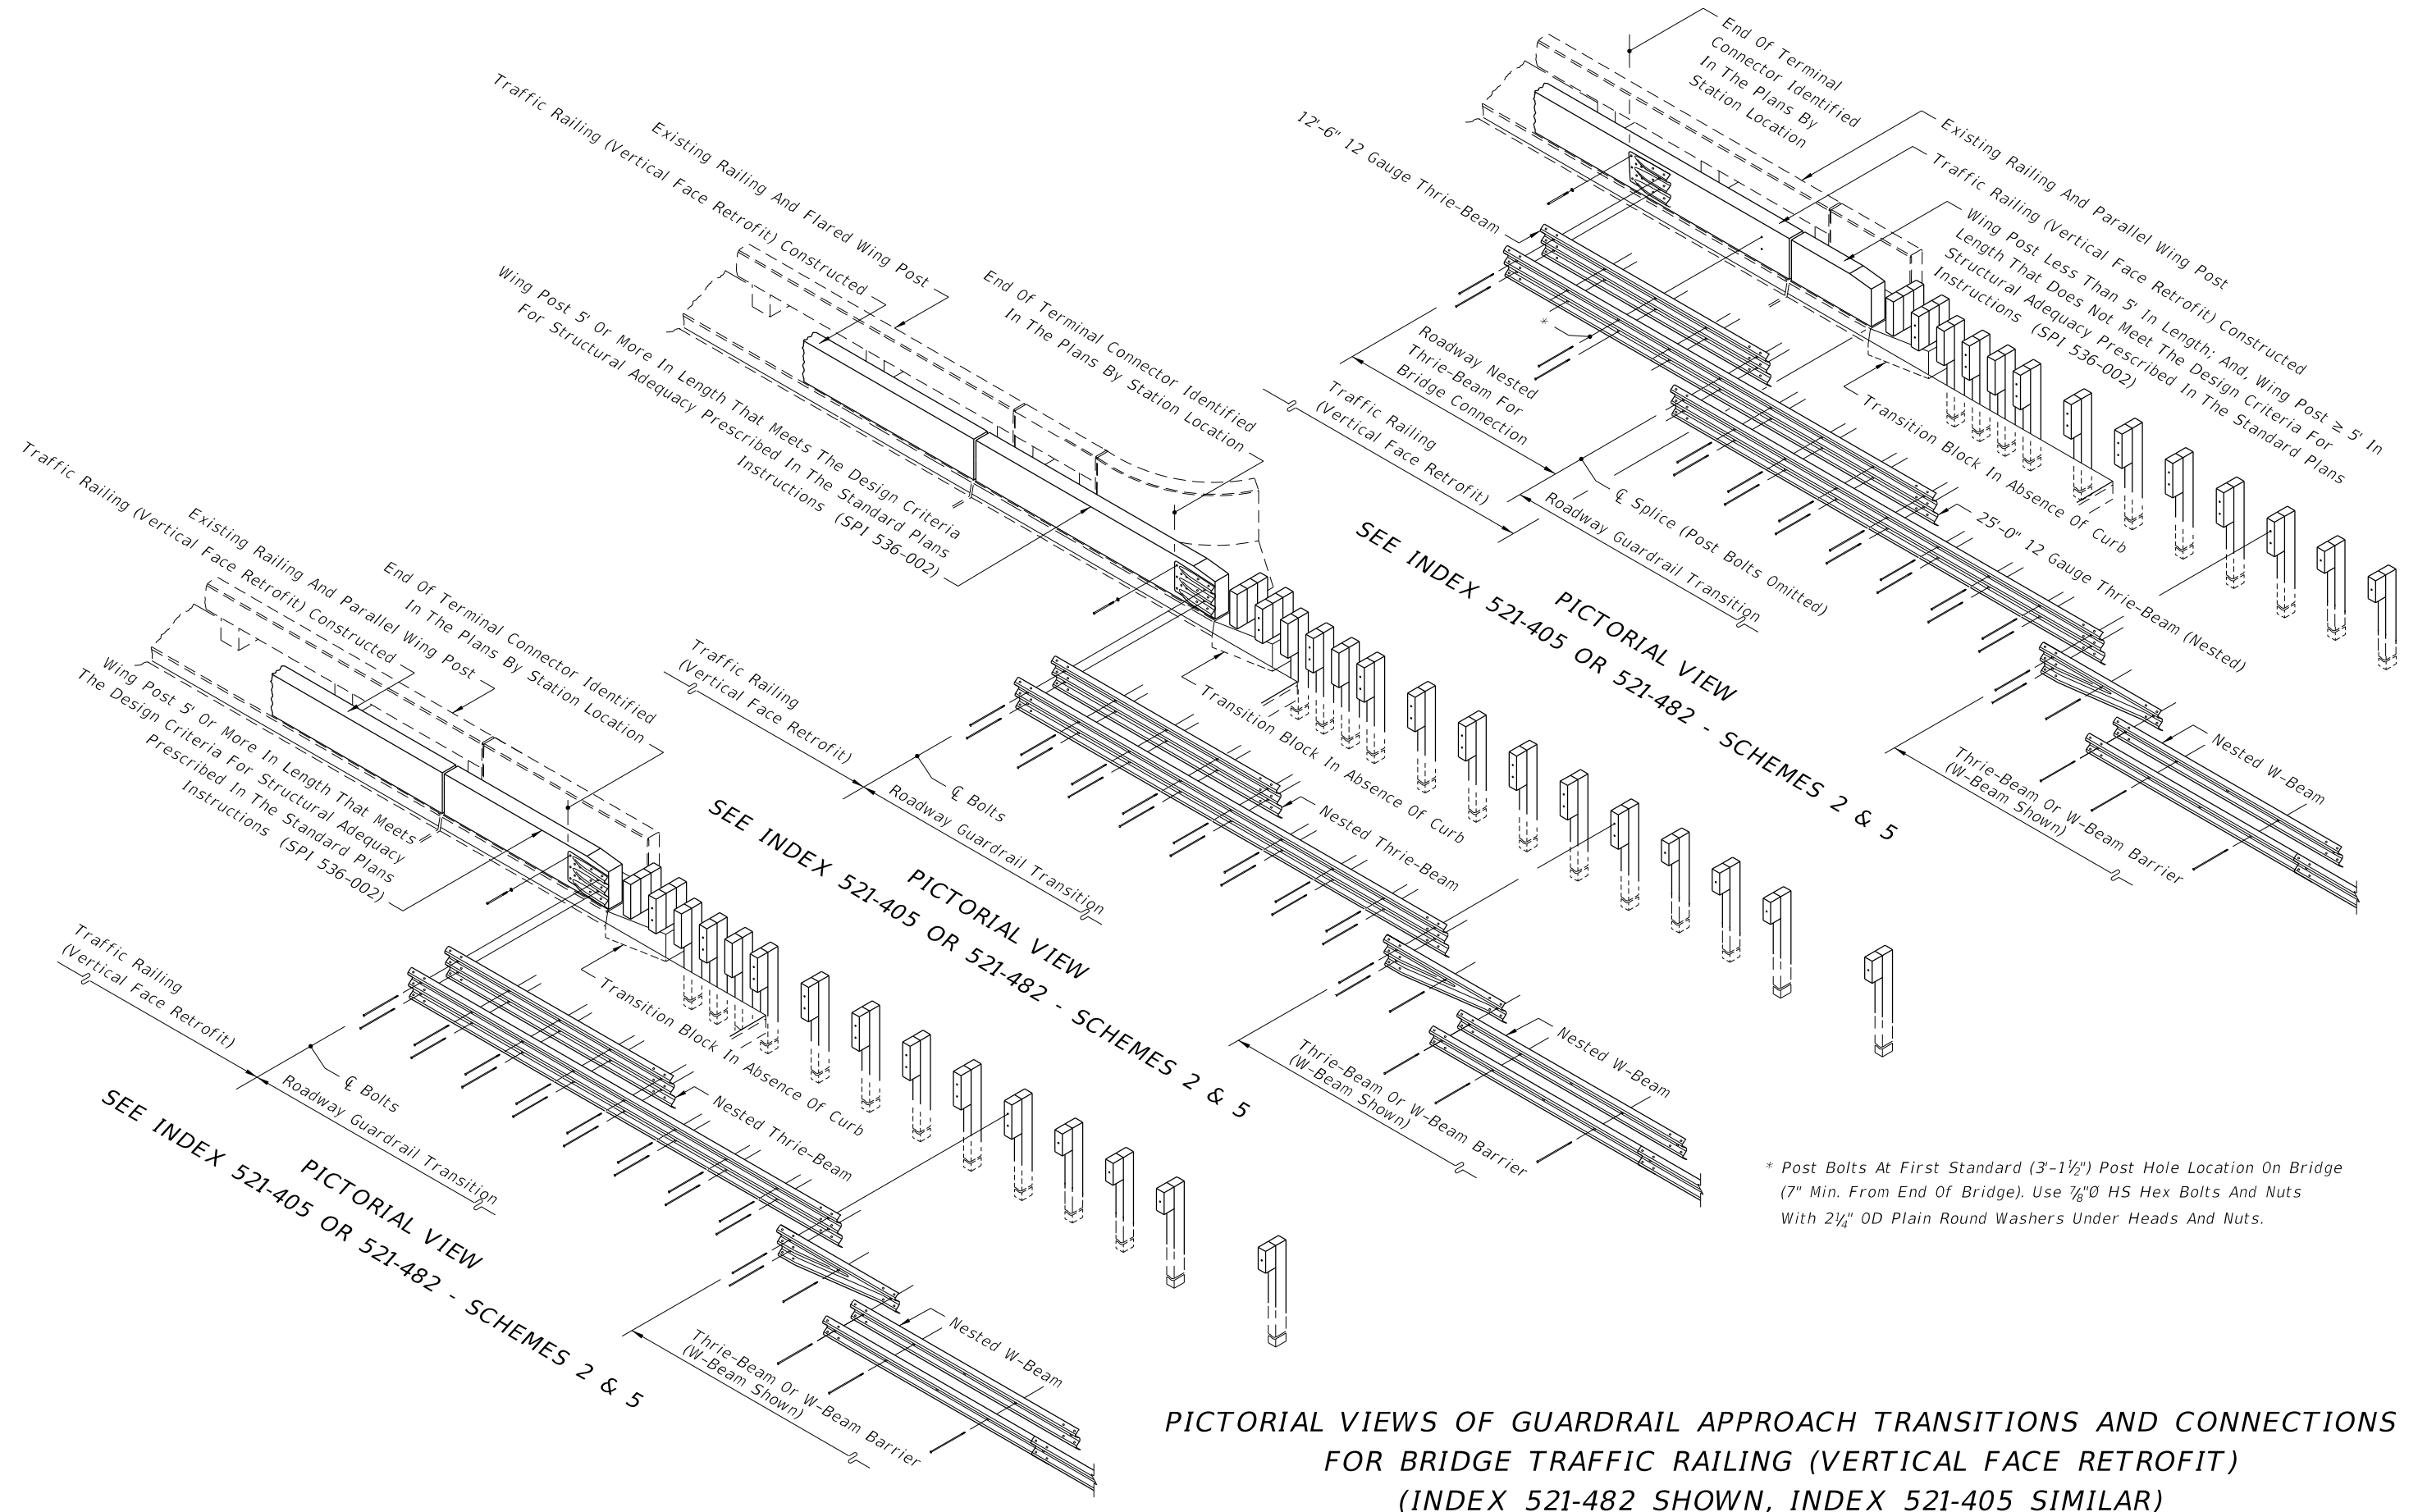 Traffic Railing (Vertical Face Retrofit) Constructed
Existing Railing And Parallel Wing Post
End Of Terminal Connector Identified
In The Plans By Station Location
Wing Post 5' Or More In Length That Meets
The Design Criteria For Structural Adequacy
Prescribed In The Standard Plans
Instructions (SPI 536-002)
Traffic Railing
(Vertical Face Retrofit)
℄ Bolts
Roadway Guardrail Transition
Transition Block In Absence Of Curb
Nested Thrie-Beam
Nested W-Beam
Thrie-Beam Or W-Beam Barrier
(W-Beam Shown)
PICTORIAL VIEW
SEE INDEX 521-405 OR 521-482 - SCHEMES 2 & 5
Traffic Railing (Vertical Face Retrofit) Constructed
Existing Railing And Flared Wing Post
End Of Terminal Connector Identified
In The Plans By Station Location
Wing Post 5' Or More In Length That Meets The Design Criteria
For Structural Adequacy Prescribed In The Standard Plans
Instructions (SPI 536-002)
Traffic Railing
(Vertical Face Retrofit)
℄ Bolts
Roadway Guardrail Transition
Transition Block In Absence Of Curb
Nested Thrie-Beam
Nested W-Beam
Thrie-Beam Or W-Beam Barrier
(W-Beam Shown)
PICTORIAL VIEW
SEE INDEX 521-405 OR 521-482 - SCHEMES 2 & 5
End Of Terminal
Connector Identified
In The Plans By
Station Location
Existing Railing And Parallel Wing Post
Traffic Railing (Vertical Face Retrofit) Constructed
Wing Post Less Than 5' In Length; And, Wing Post ≥ 5' In
Length That Does Not Meet The Design Criteria For
Structural Adequacy Prescribed In The Standard Plans
Instructions (SPI 536-002)
12'-6" 12 Gauge Thrie-Beam
*
Roadway Nested
Thrie-Beam For
Bridge Connection
Traffic Railing
(Vertical Face Retrofit)
℄ Splice (Post Bolts Omitted)
Roadway Guardrail Transition
Transition Block In Absence Of Curb
25'-0" 12 Gauge Thrie-Beam (Nested)
Nested W-Beam
Thrie-Beam Or W-Beam Barrier
(W-Beam Shown)
PICTORIAL VIEW
SEE INDEX 521-405 OR 521-482 - SCHEMES 2 & 5
* Post Bolts At First Standard (3'-1½") Post Hole Location On Bridge
(7" Min. From End Of Bridge). Use ⅞"Ø HS Hex Bolts And Nuts
With 2¼" OD Plain Round Washers Under Heads And Nuts.
PICTORIAL VIEWS OF GUARDRAIL APPROACH TRANSITIONS AND CONNECTIONS
FOR BRIDGE TRAFFIC RAILING (VERTICAL FACE RETROFIT)
(INDEX 521-482 SHOWN, INDEX 521-405 SIMILAR)